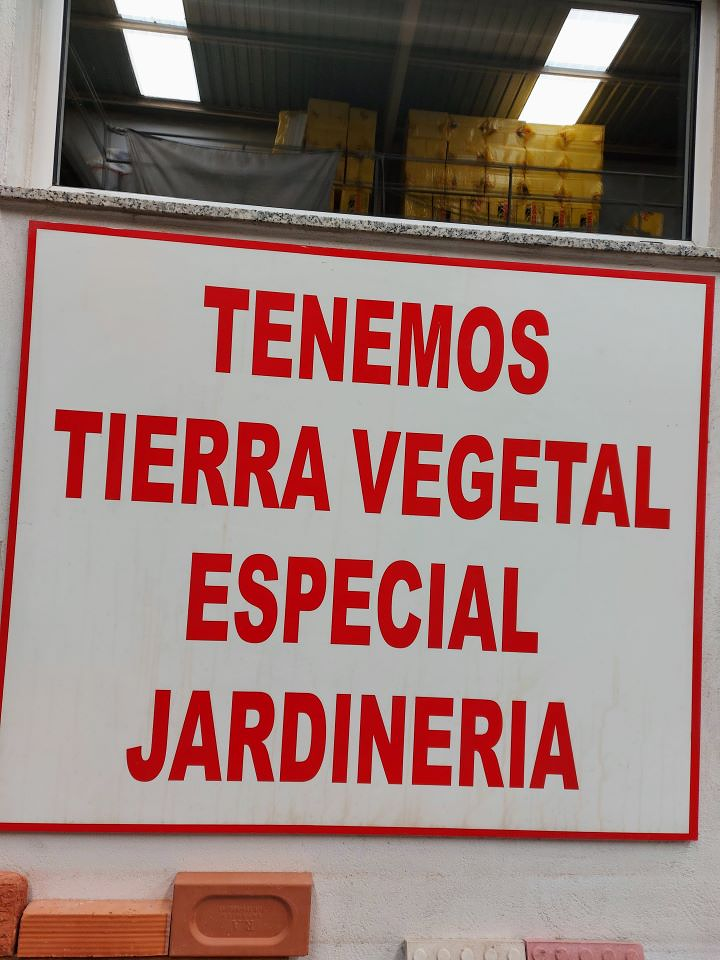 TENEMOS
TIERRA VEGETAL
ESPECIAL
JARDINERIA